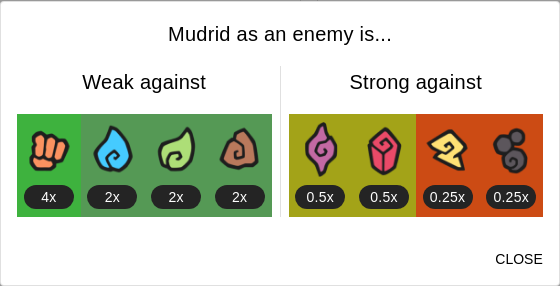 Mudrid as an enemy is...
Weak against
Strong against
4x
2x
2x
2x
0.5x
0.5x
0.25x
0.25x
CLOSE